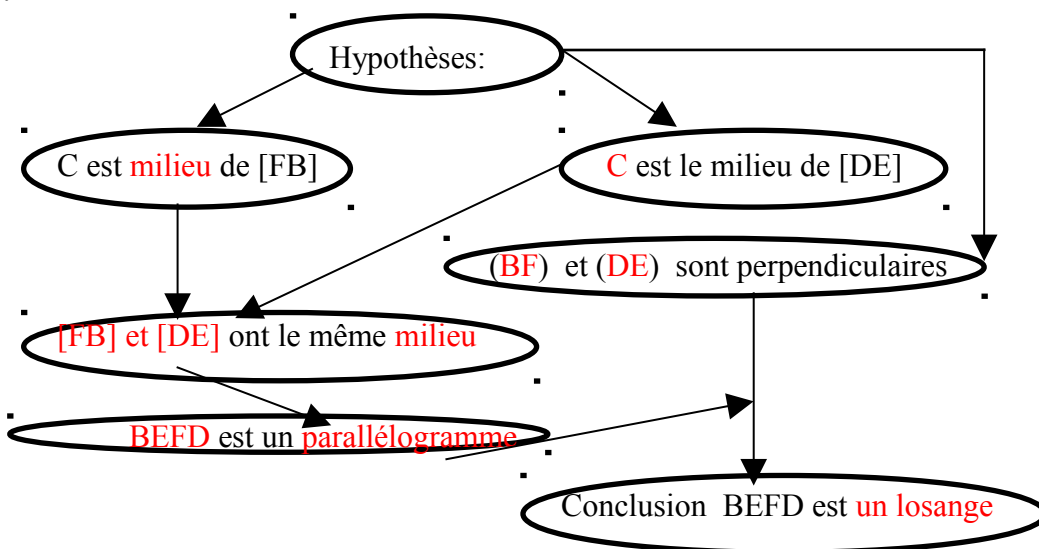 Hypothèses:
C est milieu de [FB]
C est le milieu de [DE]
(BF) et (DE) sont perpendiculaires
[FB] et [DE] ont le même milieu
BEFD est un parallélogramme
Conclusion BEFD est un losange